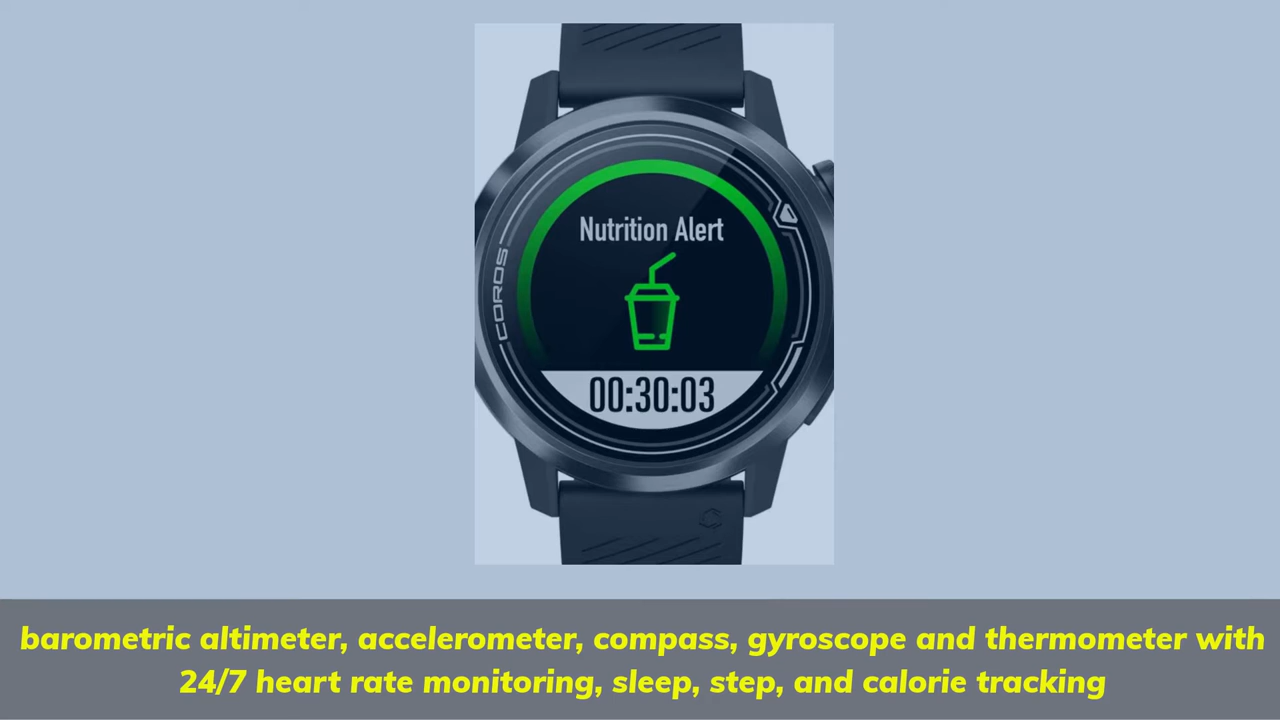 Nutrition Alert
COROS
00:30:03
barometric altimeter, accelerometer, compass, gyroscope and thermometer with
24/7 heart rate monitoring, sleep, step, and calorie tracking